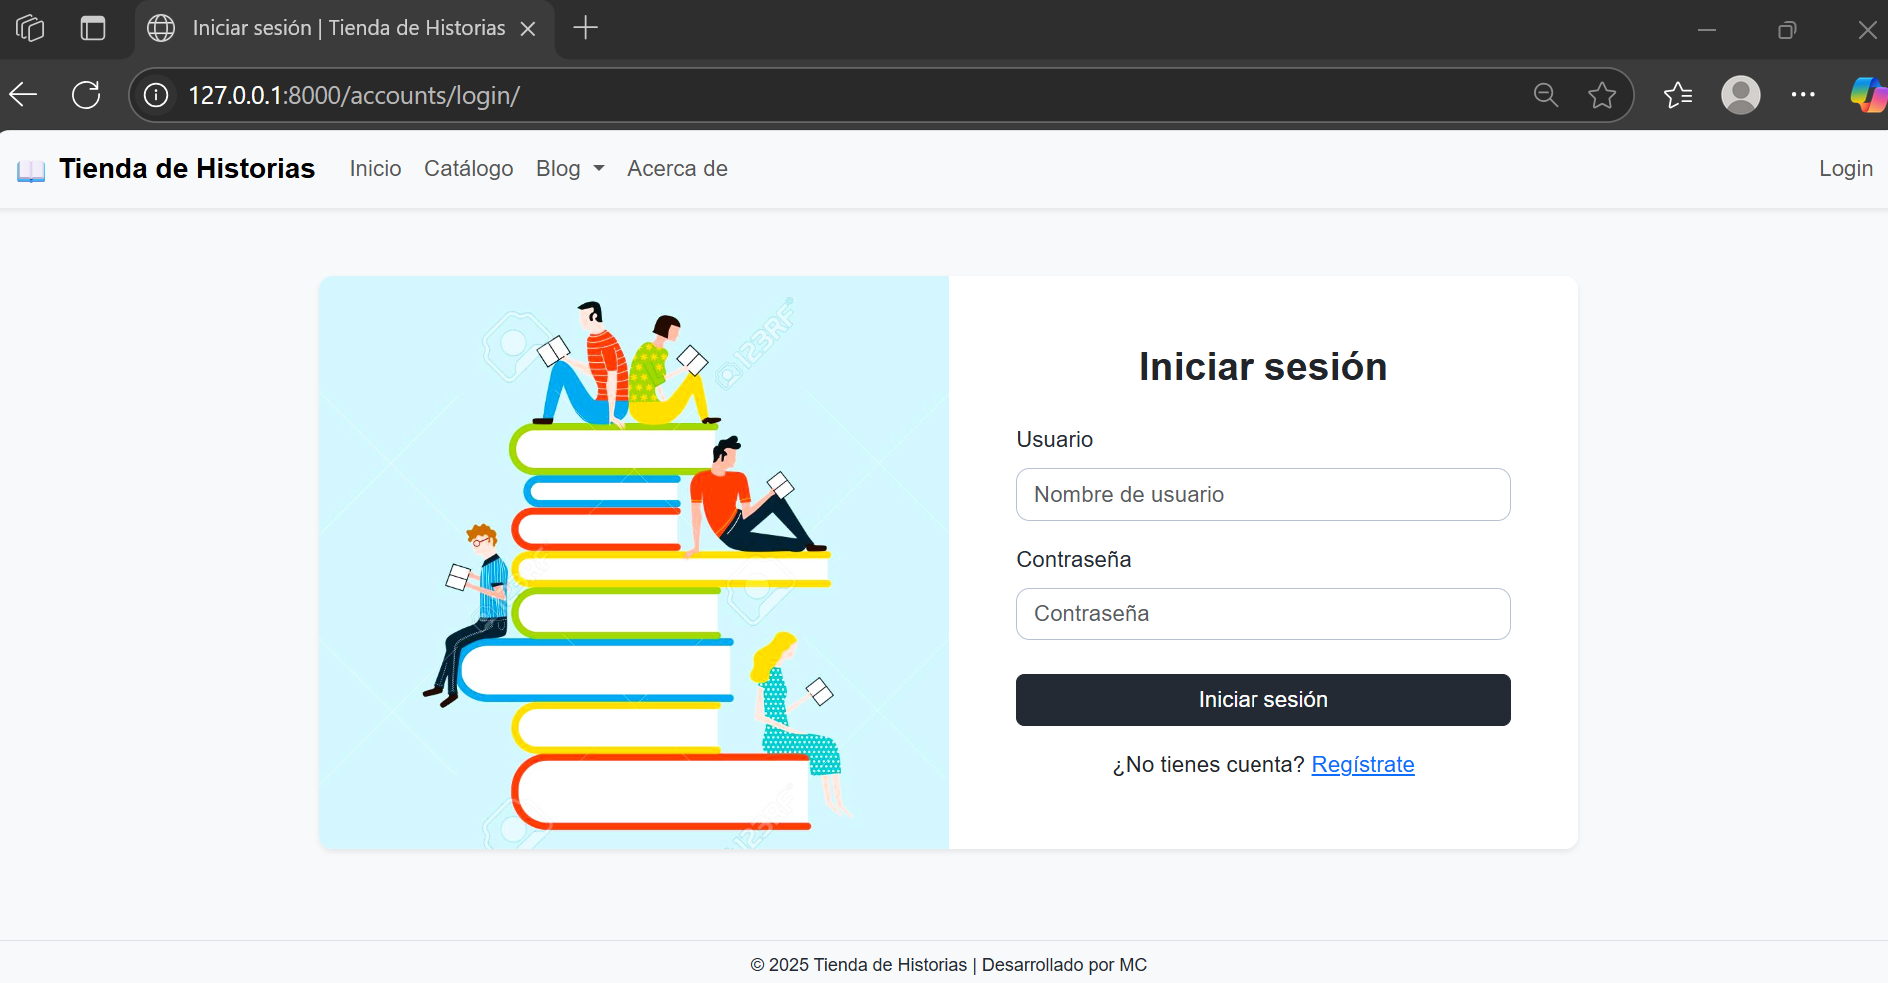 Iniciar sesión | Tienda de Historias
127.0.0.1:8000/accounts/login/
Tienda de Historias Inicio Catálogo Blog Acerca de Login
123RF
Iniciar sesión
Usuario
Nombre de usuario
Contraseña
Contraseña
Iniciar sesión
¿No tienes cuenta? Regístrate
123RF
© 2025 Tienda de Historias | Desarrollado por MC